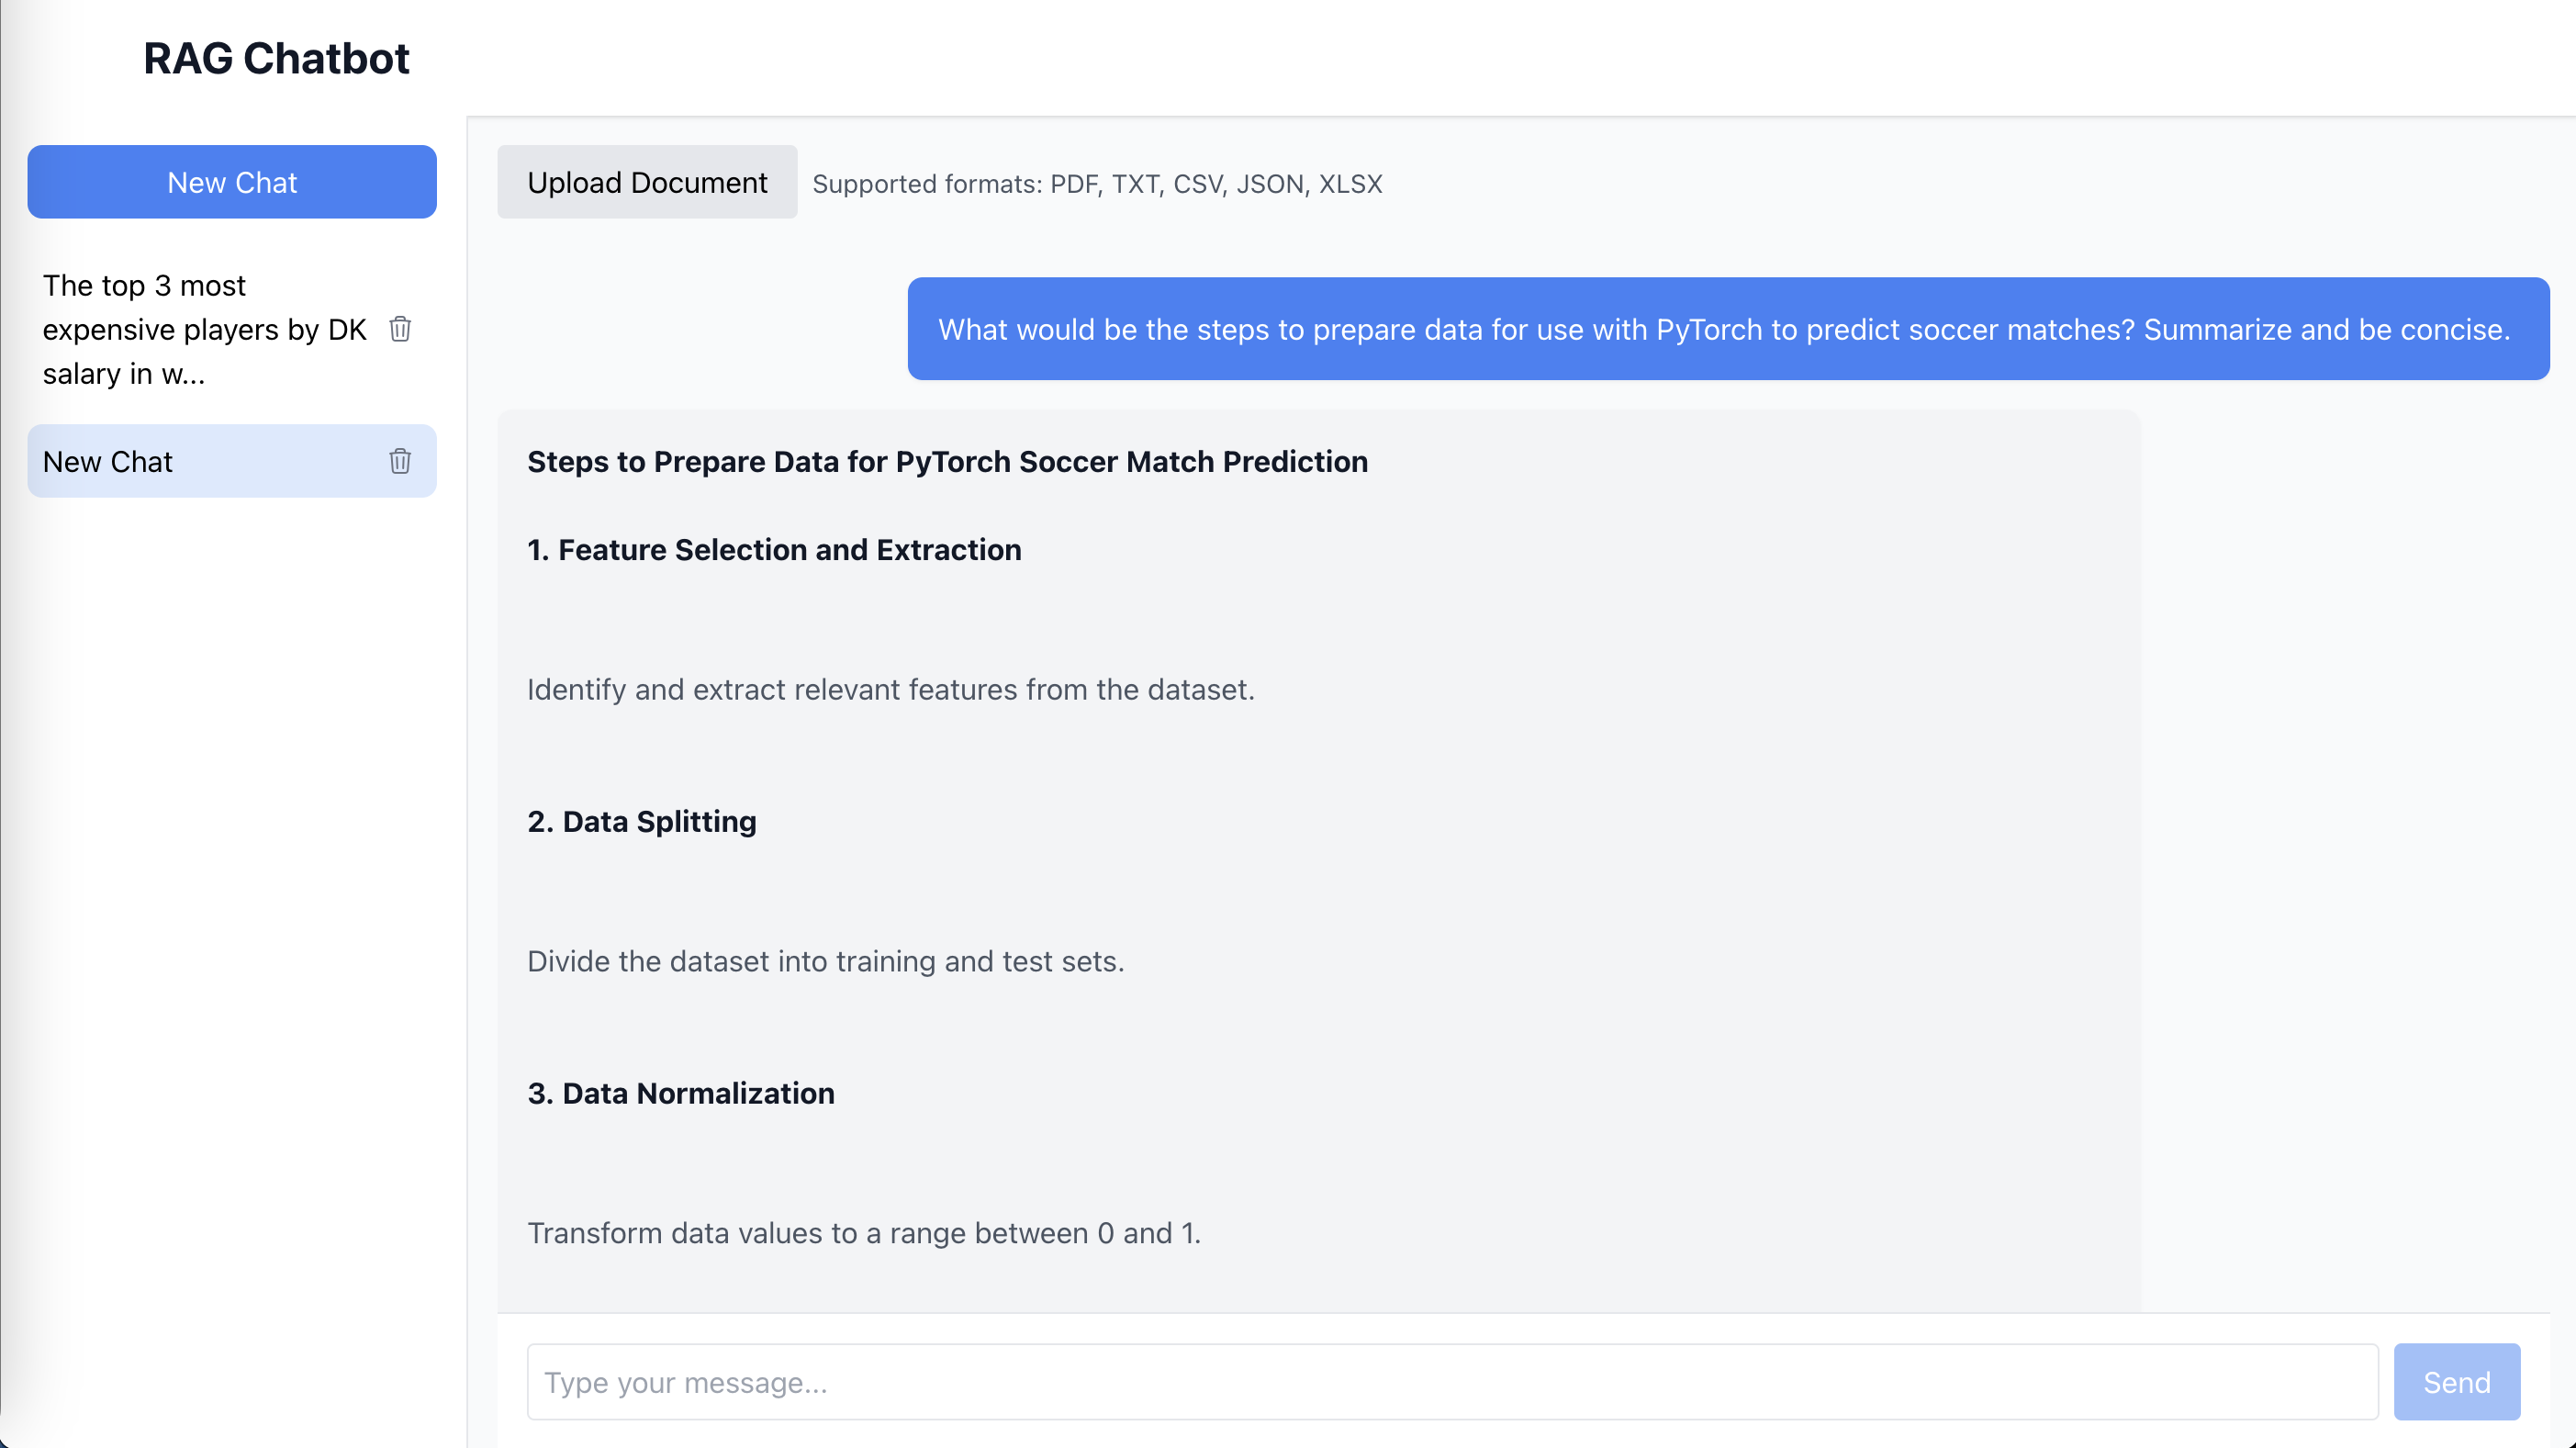 RAG Chatbot
New Chat
The top 3 most
expensive players by DK
salary in w...
New Chat
Upload Document
Supported formats: PDF, TXT, CSV, JSON, XLSX
What would be the steps to prepare data for use with PyTorch to predict soccer matches? Summarize and be concise.
Steps to Prepare Data for PyTorch Soccer Match Prediction
1. Feature Selection and Extraction
Identify and extract relevant features from the dataset.
2. Data Splitting
Divide the dataset into training and test sets.
3. Data Normalization
Transform data values to a range between 0 and 1.
Type your message...
Send